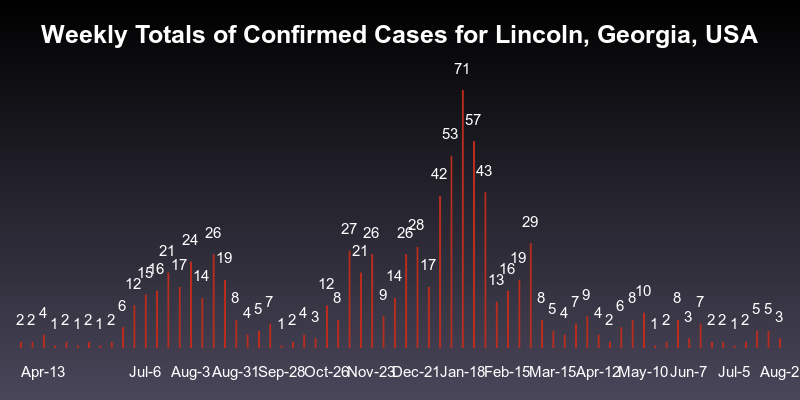 Weekly Totals of Confirmed Cases for Lincoln, Georgia, USA
2 2 4 1 2 1 2 1 2 6 12 15 16 21 17 24 14 26 19 8 4 5 7 1 2 4 3 12 8 27 21 26 9 14 26 28 17 42 53 71 57 43 13 16 19 29 8 5 4 7 9 4 2 6 8 10 1 2 8 3 7 2 2 1 2 5 5 3
Apr-13 Jul-6 Aug-3 Aug-31 Sep-28 Oct-26 Nov-23 Dec-21 Jan-18 Feb-15 Mar-15 Apr-12 May-10 Jun-7 Jul-5 Aug-2